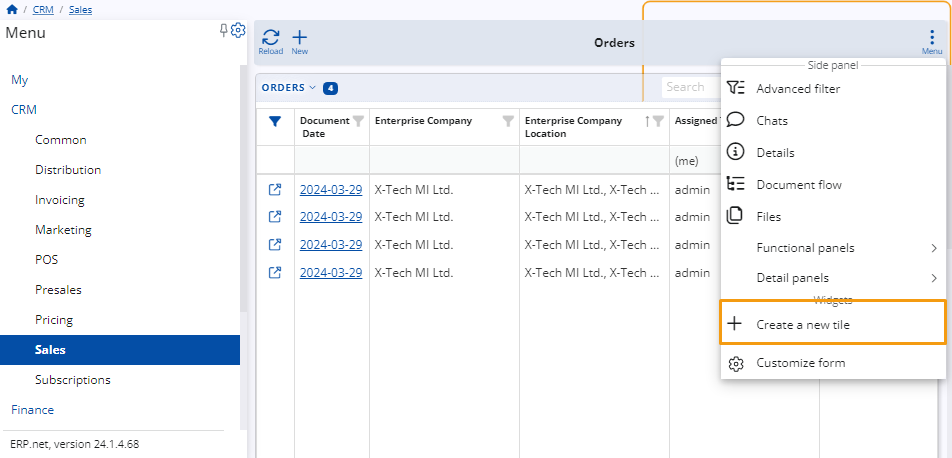 / CRM / Sales
Menu
My
CRM
Common
Distribution
Invoicing
Marketing
POS
Presales
Pricing
Sales
Subscriptions
Finance
ERP.net, version 24.1.4.68
Reload
New
Orders
Menu
ORDERS 4
Search
Document Date
Enterprise Company
Enterprise Company Location
Assigned
(me)
2024-03-29 X-Tech MI Ltd. X-Tech MI Ltd., X-Tech ... admin
2024-03-29 X-Tech MI Ltd. X-Tech MI Ltd., X-Tech ... admin
2024-03-29 X-Tech MI Ltd. X-Tech MI Ltd., X-Tech ... admin
2024-03-29 X-Tech MI Ltd. X-Tech MI Ltd., X-Tech ... admin
Side panel
Advanced filter
Chats
Details
Document flow
Files
Functional panels
Detail panels
Widgets
Create a new tile
Customize form